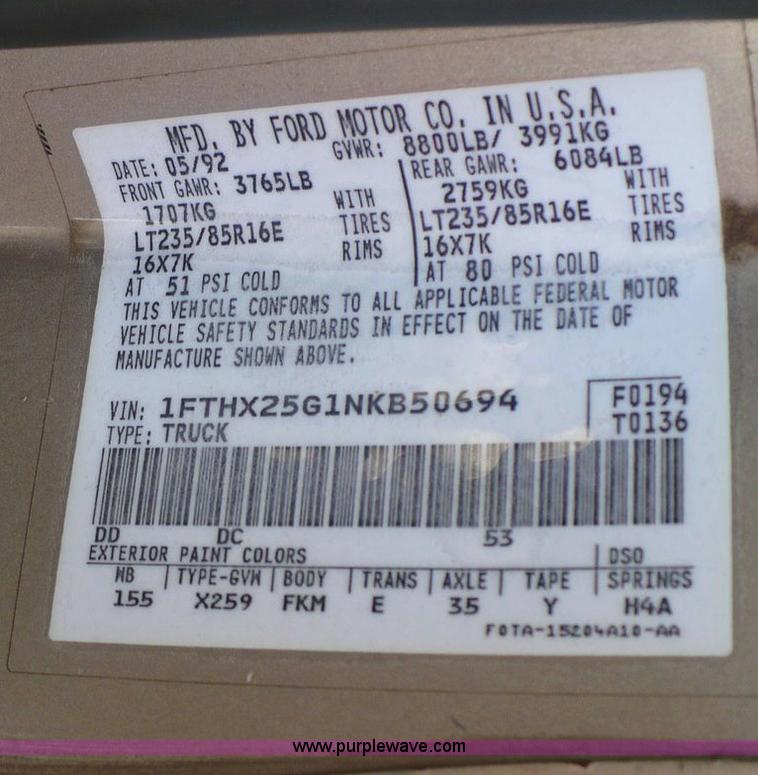 MFD. BY FORD MOTOR CO. IN U.S.A.
DATE: 05/92 GVWR: 8800LB/ 3991KG
FRONT GAWR: 3765LB REAR GAWR: 6084LB
1707KG WITH 2759KG WITH
LT235/85R16E TIRES LT235/85R16E TIRES
16X7K RIMS 16X7K RIMS
AT 51 PSI COLD AT 80 PSI COLD
THIS VEHICLE CONFORMS TO ALL APPLICABLE FEDERAL MOTOR
VEHICLE SAFETY STANDARDS IN EFFECT ON THE DATE OF
MANUFACTURE SHOWN ABOVE.
VIN: 1FTHX25G1NKB50694 F0194
TYPE: TRUCK T0136
DD DC 53
EXTERIOR PAINT COLORS DSO
WB TYPE-GVW BODY TRANS AXLE TAPE SPRINGS
155 X259 FKM E 35 Y H4A
F0TA-15204A10-AA
www.purplewave.com